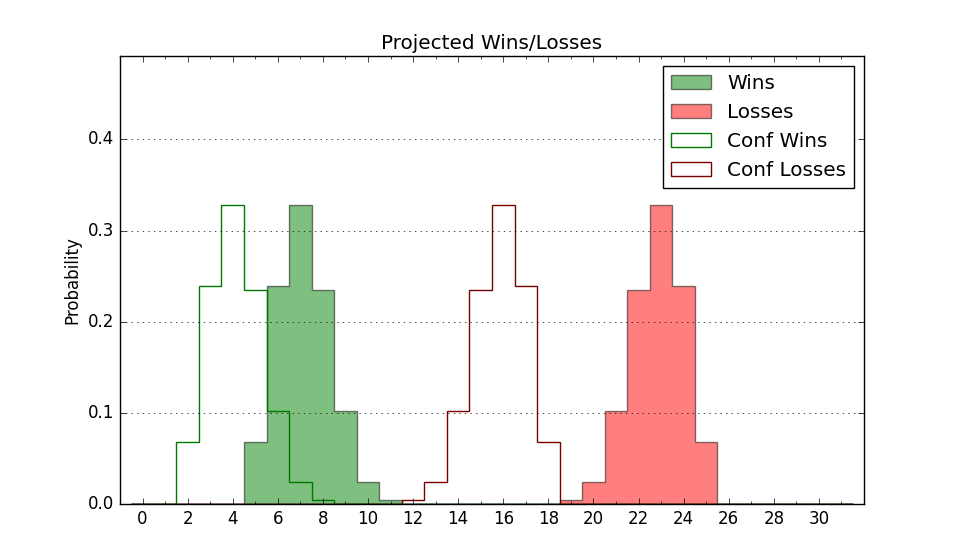 Projected Wins/Losses
Wins
Losses
Conf Wins
Conf Losses
Probability
0.4
0.3
0.2
0.1
0.0
0 2 4 6 8 10 12 14 16 18 20 22 24 26 28 30